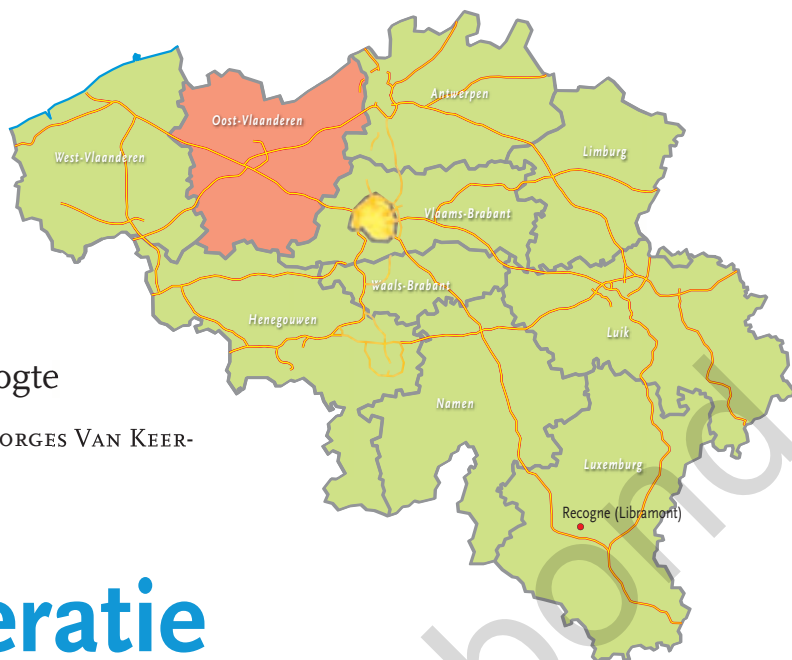 Antwerpen
Oost-Vlaanderen
Limburg
West-Vlaanderen
Vlaams-Brabant
Waals-Brabant
Henegouwen
Luik
ogte
Namen
ORGES VAN KEER-
Luxemburg
Recogne (Libramont)
eratie
bond